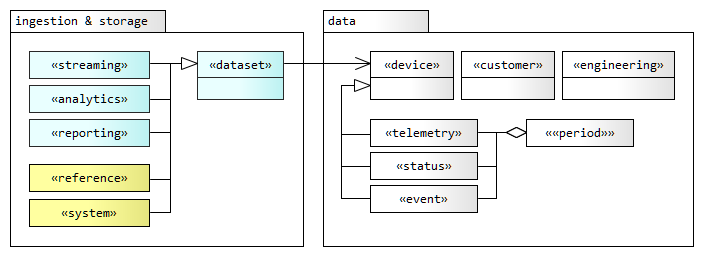 ingestion & storage
data
«streaming»
«dataset»
«device»
«customer»
«engineering»
«analytics»
«reporting»
«telemetry»
««period»»
«reference»
«status»
«system»
«event»